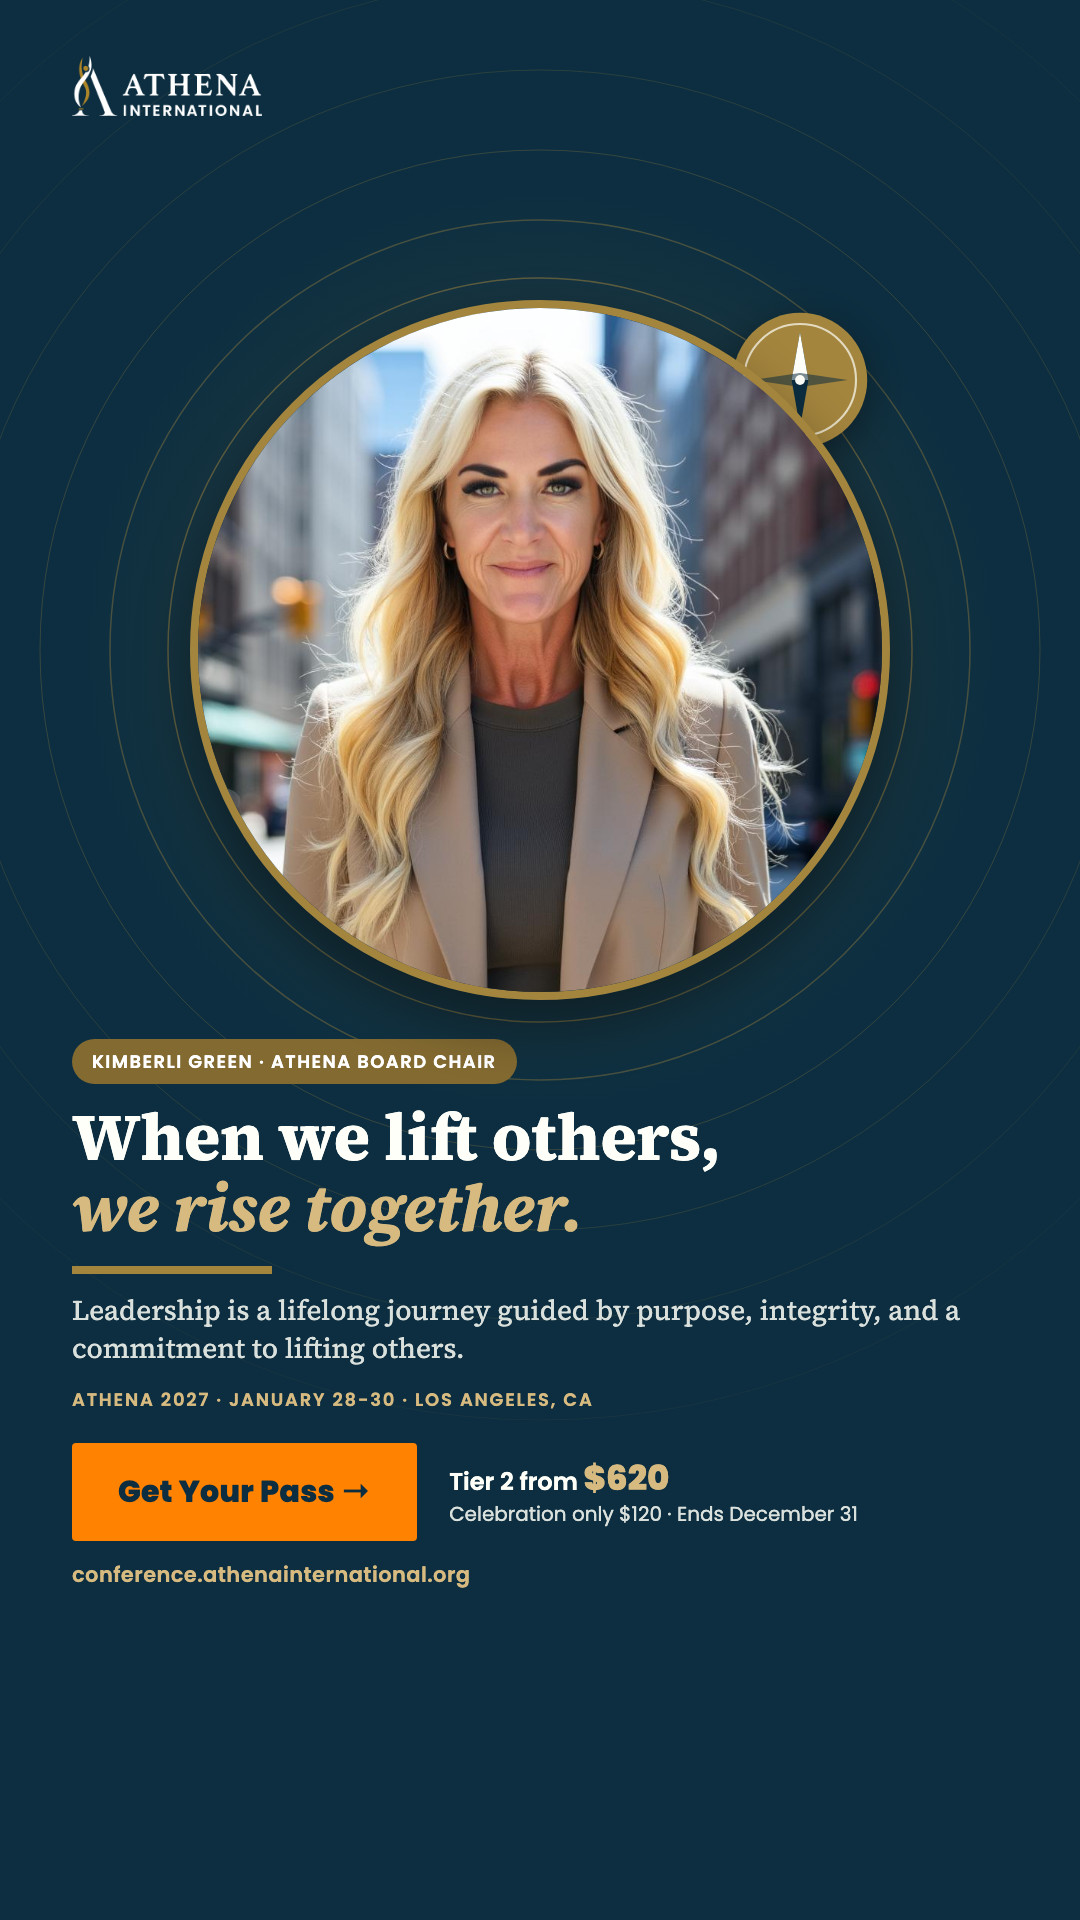 ATHENA
INTERNATIONAL
KIMBERLI GREEN · ATHENA BOARD CHAIR
When we lift others,
we rise together.
Leadership is a lifelong journey guided by purpose, integrity, and a
commitment to lifting others.
ATHENA 2027 · JANUARY 28–30 · LOS ANGELES, CA
Get Your Pass →
Tier 2 from $620
Celebration only $120 · Ends December 31
conference.athenainternational.org